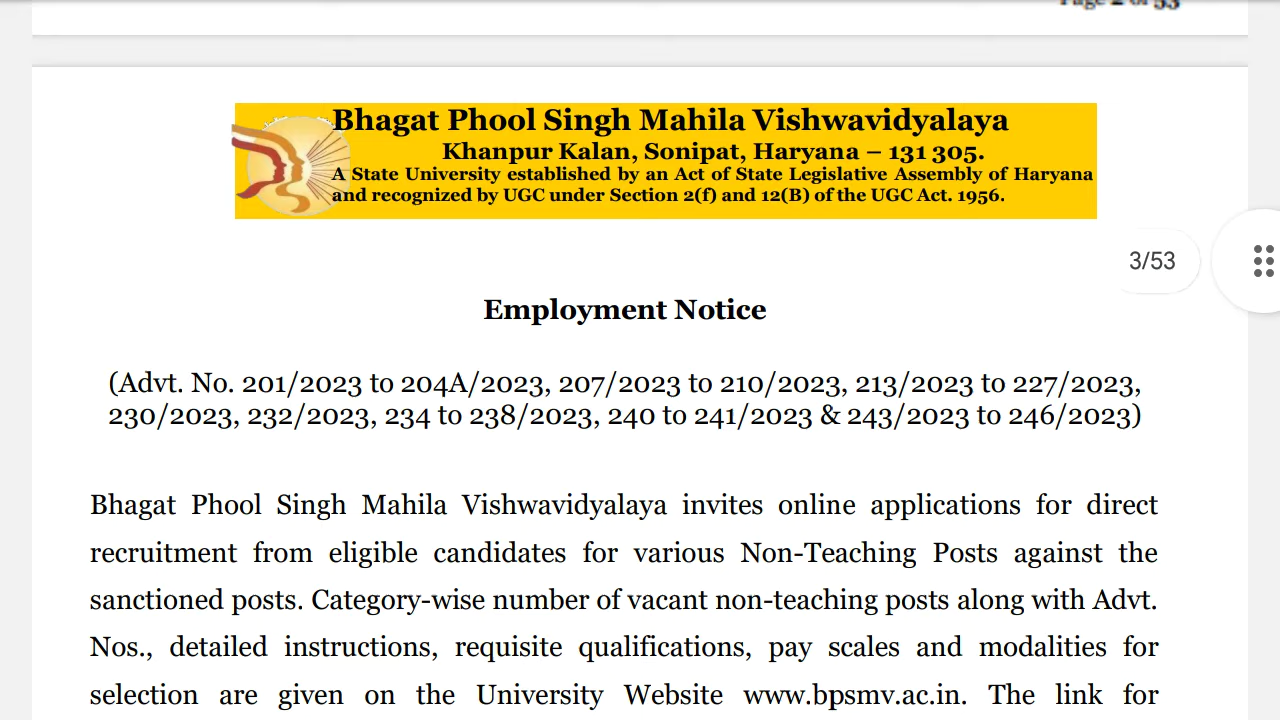 Page 2 of 53
Bhagat Phool Singh Mahila Vishwavidyalaya
Khanpur Kalan, Sonipat, Haryana – 131 305.
A State University established by an Act of State Legislative Assembly of Haryana
and recognized by UGC under Section 2(f) and 12(B) of the UGC Act. 1956.
3/53
Employment Notice
(Advt. No. 201/2023 to 204A/2023, 207/2023 to 210/2023, 213/2023 to 227/2023,
230/2023, 232/2023, 234 to 238/2023, 240 to 241/2023 & 243/2023 to 246/2023)
Bhagat Phool Singh Mahila Vishwavidyalaya invites online applications for direct
recruitment from eligible candidates for various Non-Teaching Posts against the
sanctioned posts. Category-wise number of vacant non-teaching posts along with Advt.
Nos., detailed instructions, requisite qualifications, pay scales and modalities for
selection are given on the University Website www.bpsmv.ac.in. The link for